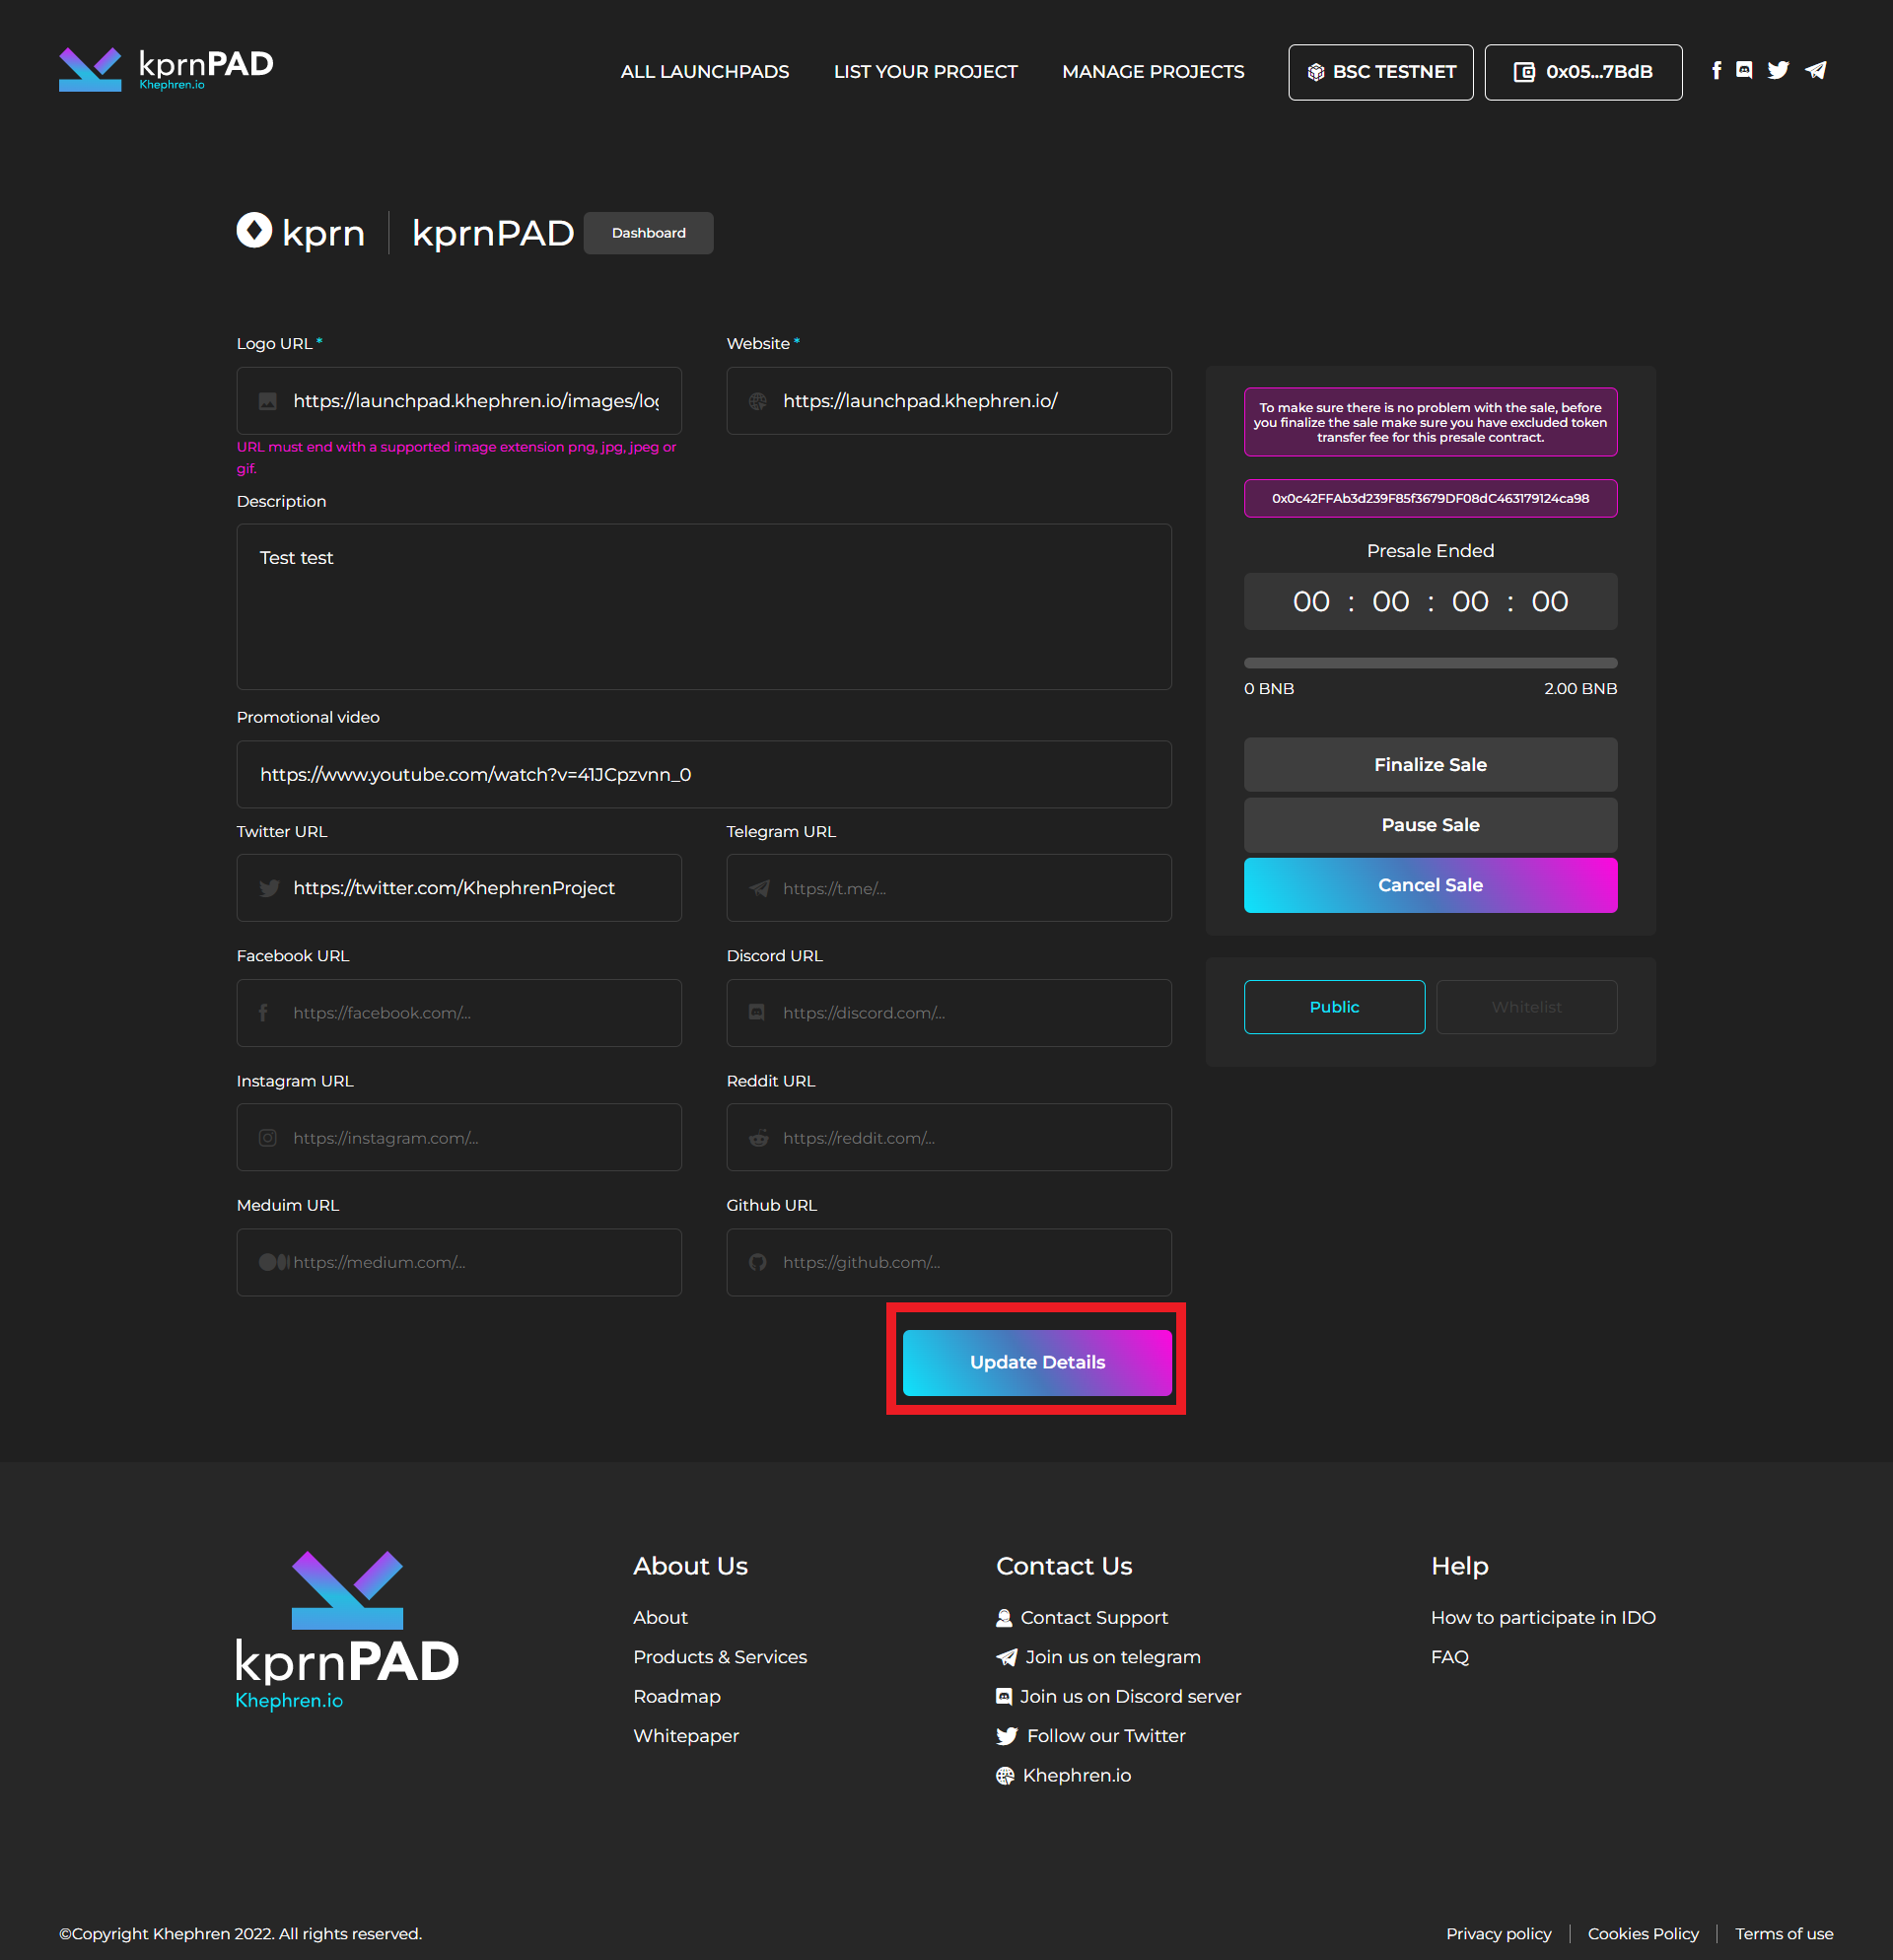 kprnPAD
Khephren.io
ALL LAUNCHPADS
LIST YOUR PROJECT
MANAGE PROJECTS
BSC TESTNET
0x05...7BdB
kprn
kprnPAD
Dashboard
Logo URL *
https://launchpad.khephren.io/images/log
URL must end with a supported image extension png, jpg, jpeg or
gif.
Website *
https://launchpad.khephren.io/
Description
Test test
Promotional video
https://www.youtube.com/watch?v=41JCpzvnn_0
Twitter URL
https://twitter.com/KhephrenProject
Telegram URL
https://t.me/...
Facebook URL
https://facebook.com/...
Discord URL
https://discord.com/...
Instagram URL
https://instagram.com/...
Reddit URL
https://reddit.com/...
Meduim URL
https://medium.com/...
Github URL
https://github.com/...
Update Details
To make sure there is no problem with the sale, before
you finalize the sale make sure you have excluded token
transfer fee for this presale contract.
0x0c42FFAb3d239F85f3679DF08dC463179124ca98
Presale Ended
00 : 00 : 00 : 00
0 BNB
2.00 BNB
Finalize Sale
Pause Sale
Cancel Sale
Public
Whitelist
kprnPAD
Khephren.io
About Us
About
Products & Services
Roadmap
Whitepaper
Contact Us
Contact Support
Join us on telegram
Join us on Discord server
Follow our Twitter
Khephren.io
Help
How to participate in IDO
FAQ
©Copyright Khephren 2022. All rights reserved.
Privacy policy
Cookies Policy
Terms of use